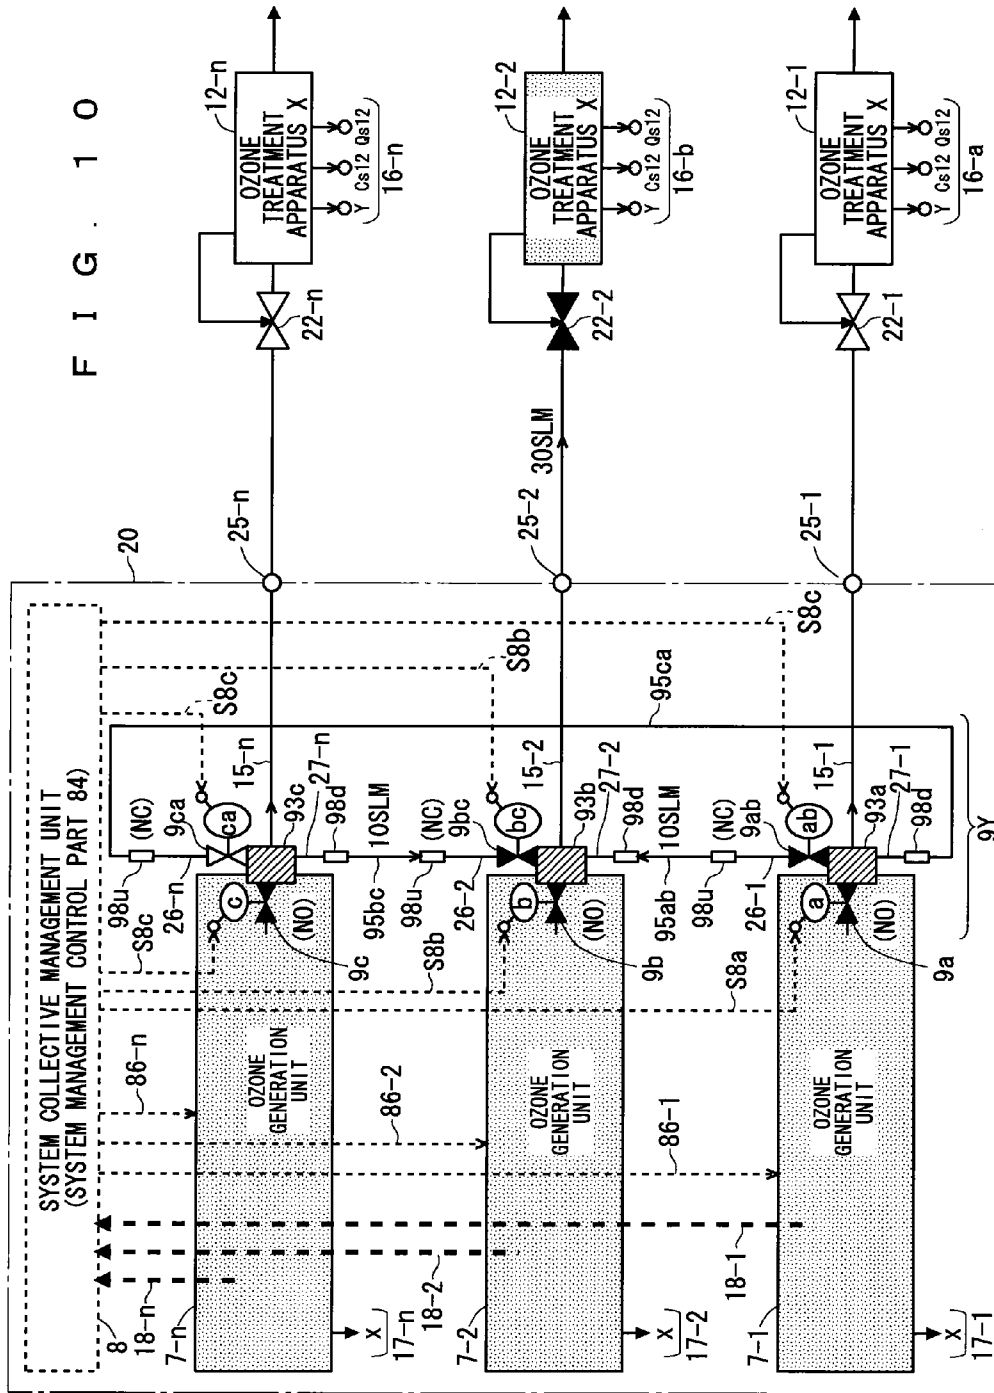 FIG. 10
20
SYSTEM COLLECTIVE MANAGEMENT UNIT
(SYSTEM MANAGEMENT CONTROL PART 84)
8
18-n
18-2
18-1
86-n
86-2
86-1
S8c
S8b
S8a
S8c
S8b
S8c
7-n
OZONE
GENERATION
UNIT
X
17-n
c
(NO)
9c
98u
(NC)
9ca
ca
26-n
93c
15-n
27-n
98d
95bc
10SLM
25-n
22-n
12-n
OZONE
TREATMENT
APPARATUS X
Y Cs12 Qs12
16-n
7-2
OZONE
GENERATION
UNIT
X
17-2
b
(NO)
9b
98u
(NC)
9bc
bc
26-2
93b
15-2
27-2
98d
95ab
10SLM
25-2
30SLM
22-2
12-2
OZONE
TREATMENT
APPARATUS X
Y Cs12 Qs12
16-b
7-1
OZONE
GENERATION
UNIT
X
17-1
a
(NO)
9a
98u
(NC)
9ab
ab
26-1
93a
15-1
27-1
98d
95ca
9Y
25-1
22-1
12-1
OZONE
TREATMENT
APPARATUS X
Y Cs12 Qs12
16-a